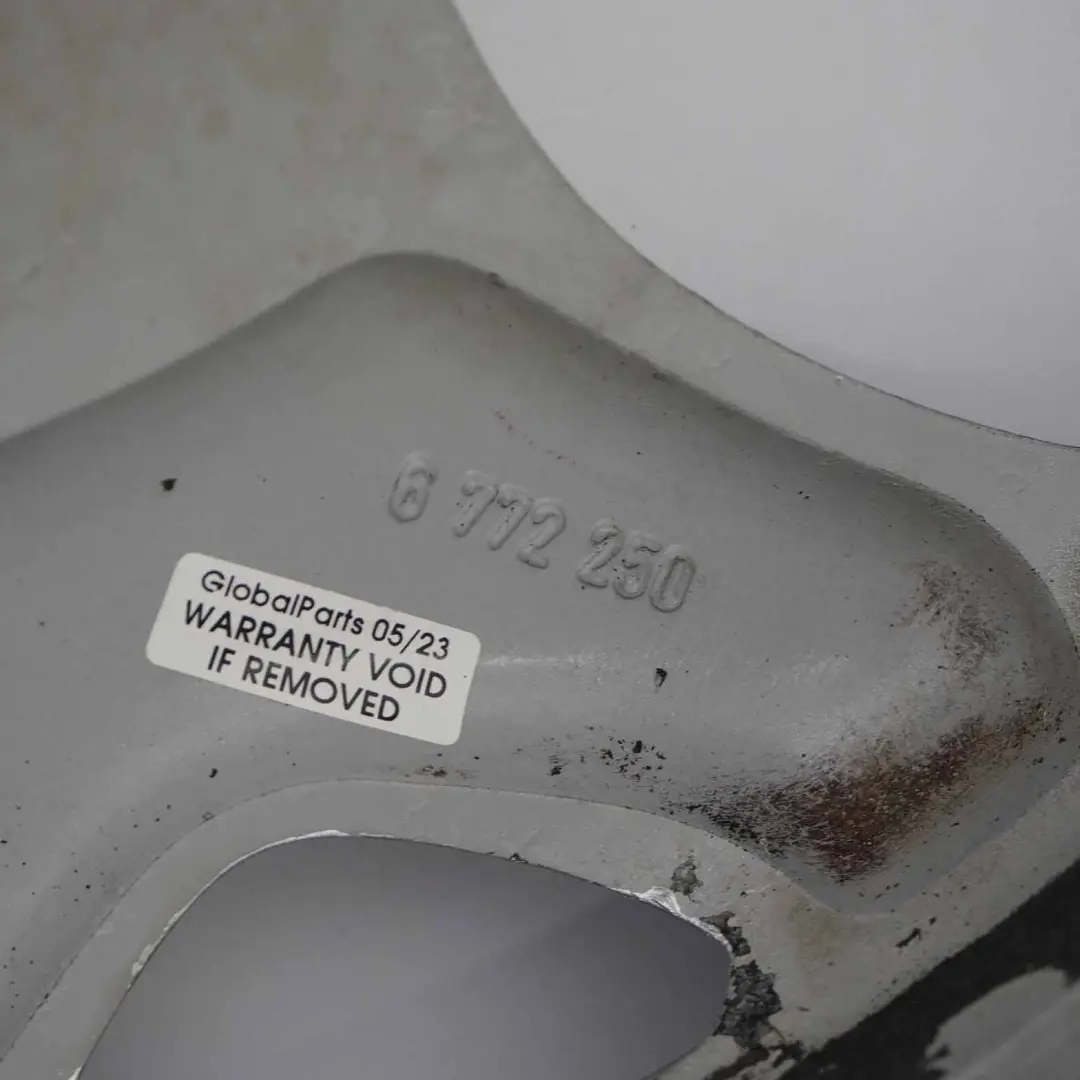 6 772 250
GlobalParts 05/23
WARRANTY VOID
IF REMOVED